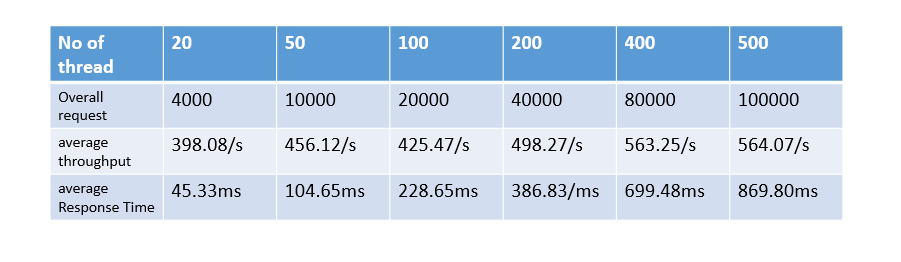 No of 20 50 100 200 400 500
thread
Overall 4000 10000 20000 40000 80000 100000
request
average 398.08/s 456.12/s 425.47/s 498.27/s 563.25/s 564.07/s
throughput
average 45.33ms 104.65ms 228.65ms 386.83/ms 699.48ms 869.80ms
Response Time